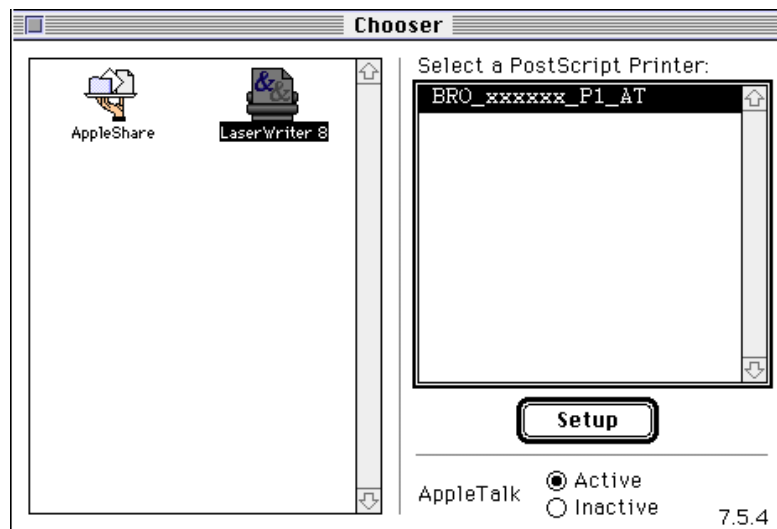 Chooser
AppleShare
LaserWriter 8
Select a PostScript Printer:
BRO_xxxxxx_P1_AT
Setup
AppleTalk
Active
Inactive
7.5.4